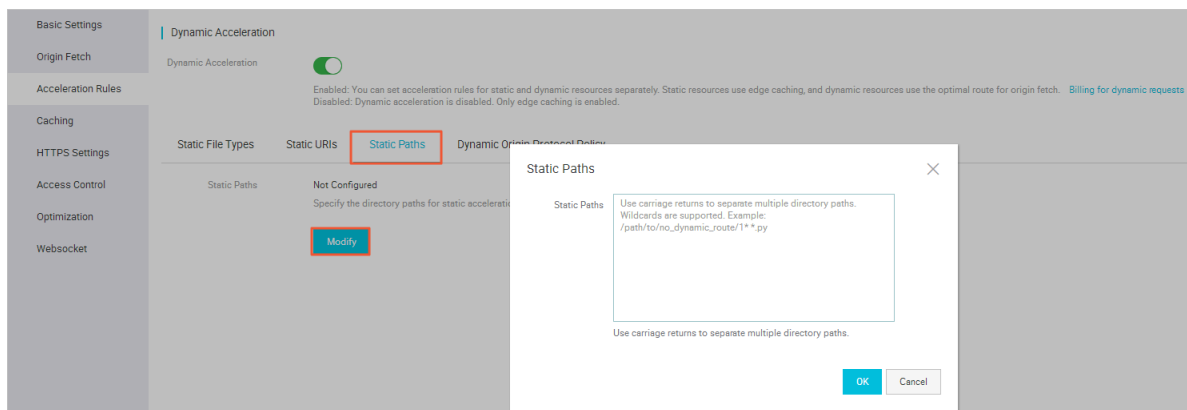 Basic Settings
Origin Fetch
Acceleration Rules
Caching
HTTPS Settings
Access Control
Optimization
Websocket
Dynamic Acceleration
Dynamic Acceleration
Enabled: You can set acceleration rules for static and dynamic resources separately. Static resources use edge caching, and dynamic resources use the optimal route for origin fetch. Billing for dynamic requests
Disabled: Dynamic acceleration is disabled. Only edge caching is enabled.
Static File Types Static URIs Static Paths Dynamic Origin Protocol Policy
Static Paths Not Configured
Specify the directory paths for static acceleratio
Modify
Static Paths
Static Paths
Use carriage returns to separate multiple directory paths.
Wildcards are supported. Example:
/path/to/no_dynamic_route/1**.py
Use carriage returns to separate multiple directory paths.
OK Cancel